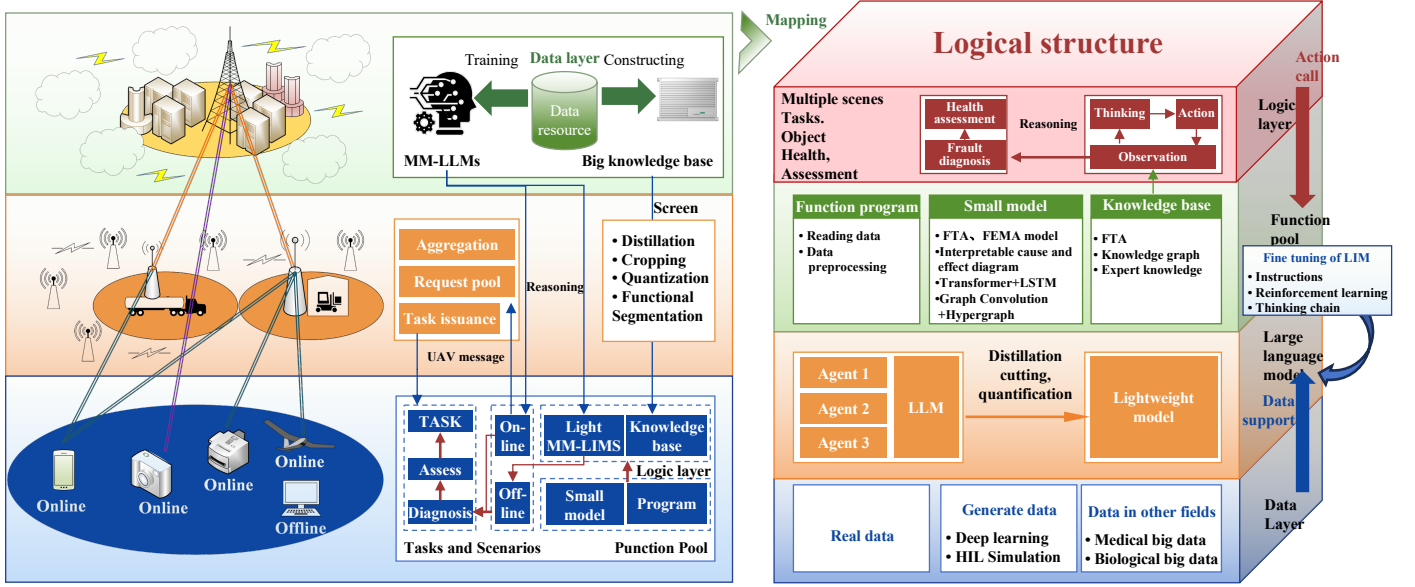 Training
Data layer
Constructing
Data
resource
MM-LLMs
Big knowledge base
Screen
Aggregation
Request pool
Task issuance
UAV message
Reasoning
• Distillation
• Cropping
• Quantization
• Functional
Segmentation
TASK
Assess
Diagnosis
On-
line
Off-
line
Light
MM-LIMS
Knowledge
base
Logic layer
Small
model
Program
Tasks and Scenarios
Punction Pool
Online
Online
Online
Online
Offline
Mapping
Logical structure
Action
call
Logic
layer
Multiple scenes
Tasks.
Object
Health,
Assessment
Health
assessment
Frault
diagnosis
Reasoning
Thinking
Action
Observation
Function program
• Reading data
• Data
preprocessing
Small model
• FTA、FEMA model
• Interpretable cause and
effect diagram
•Transformer+LSTM
•Graph Convolution
+Hypergraph
Knowledge base
• FTA
• Knowledge graph
• Expert knowledge
Function
pool
Fine tuning of LIM
• Instructions
• Reinforcement learning
• Thinking chain
Agent 1
Agent 2
Agent 3
LLM
Distillation
cutting,
quantification
Lightweight
model
Large
language
model
Data
support
Real data
Generate data
• Deep learning
• HIL Simulation
Data in other fields
• Medical big data
• Biological big data
Data
Layer